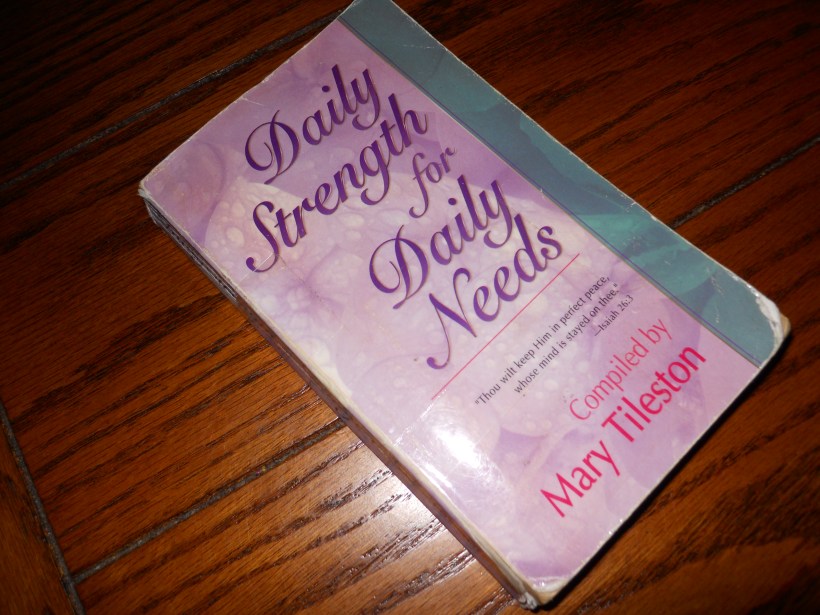 Daily
Strength
for
Daily
Needs
"Thou wilt keep Him in perfect peace,
whose mind is stayed on thee."
—Isaiah 26:3
Compiled by
Mary Tileston